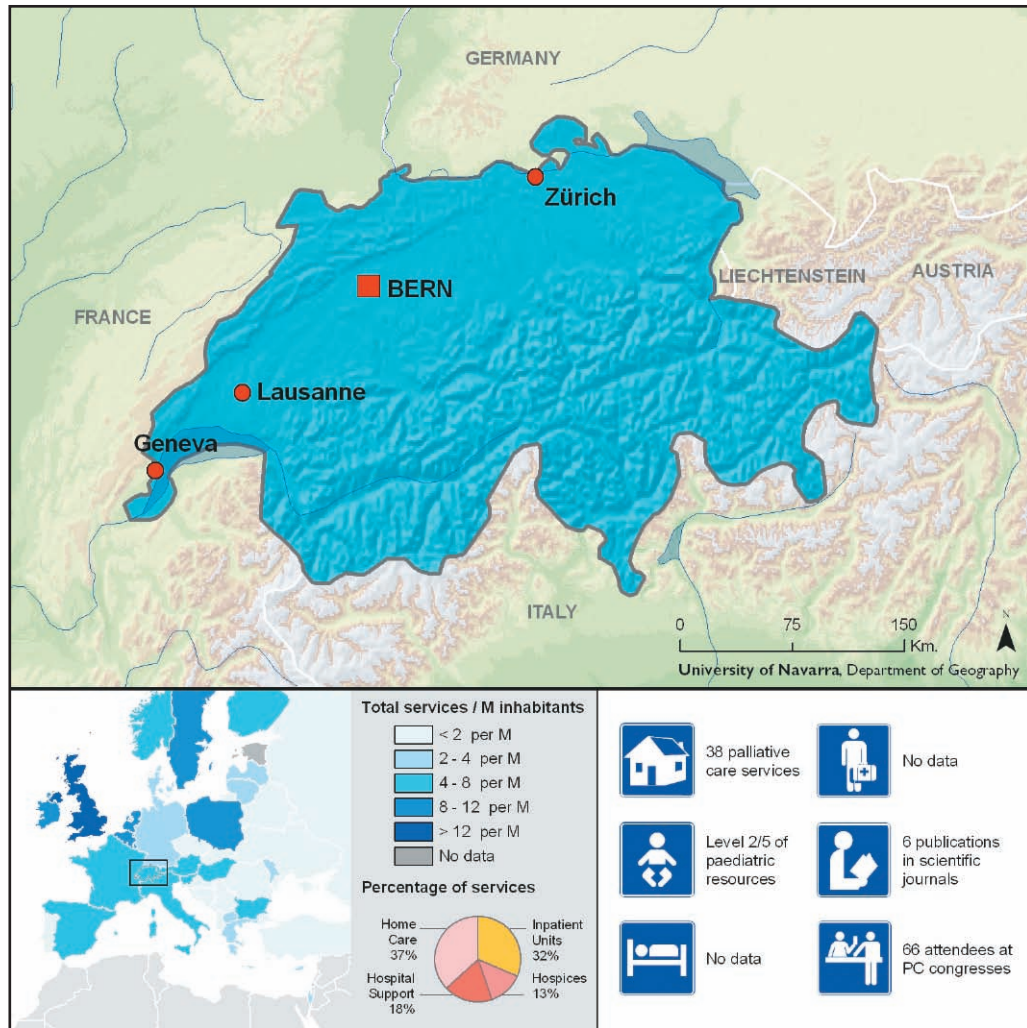 GERMANY
Zürich
LIECHTENSTEIN
AUSTRIA
BERN
FRANCE
Lausanne
Geneva
ITALY
0 75 150
Km.
N
University of Navarra, Department of Geography
Total services / M inhabitants
< 2 per M
2 - 4 per M
4 - 8 per M
8 - 12 per M
> 12 per M
No data
Percentage of services
Home
Care
37%
Inpatient
Units
32%
Hospital
Support
18%
Hospices
13%
38 palliative
care services
No data
Level 2/5 of
paediatric
resources
6 publications
in scientific
journals
No data
66 attendees at
PC congresses